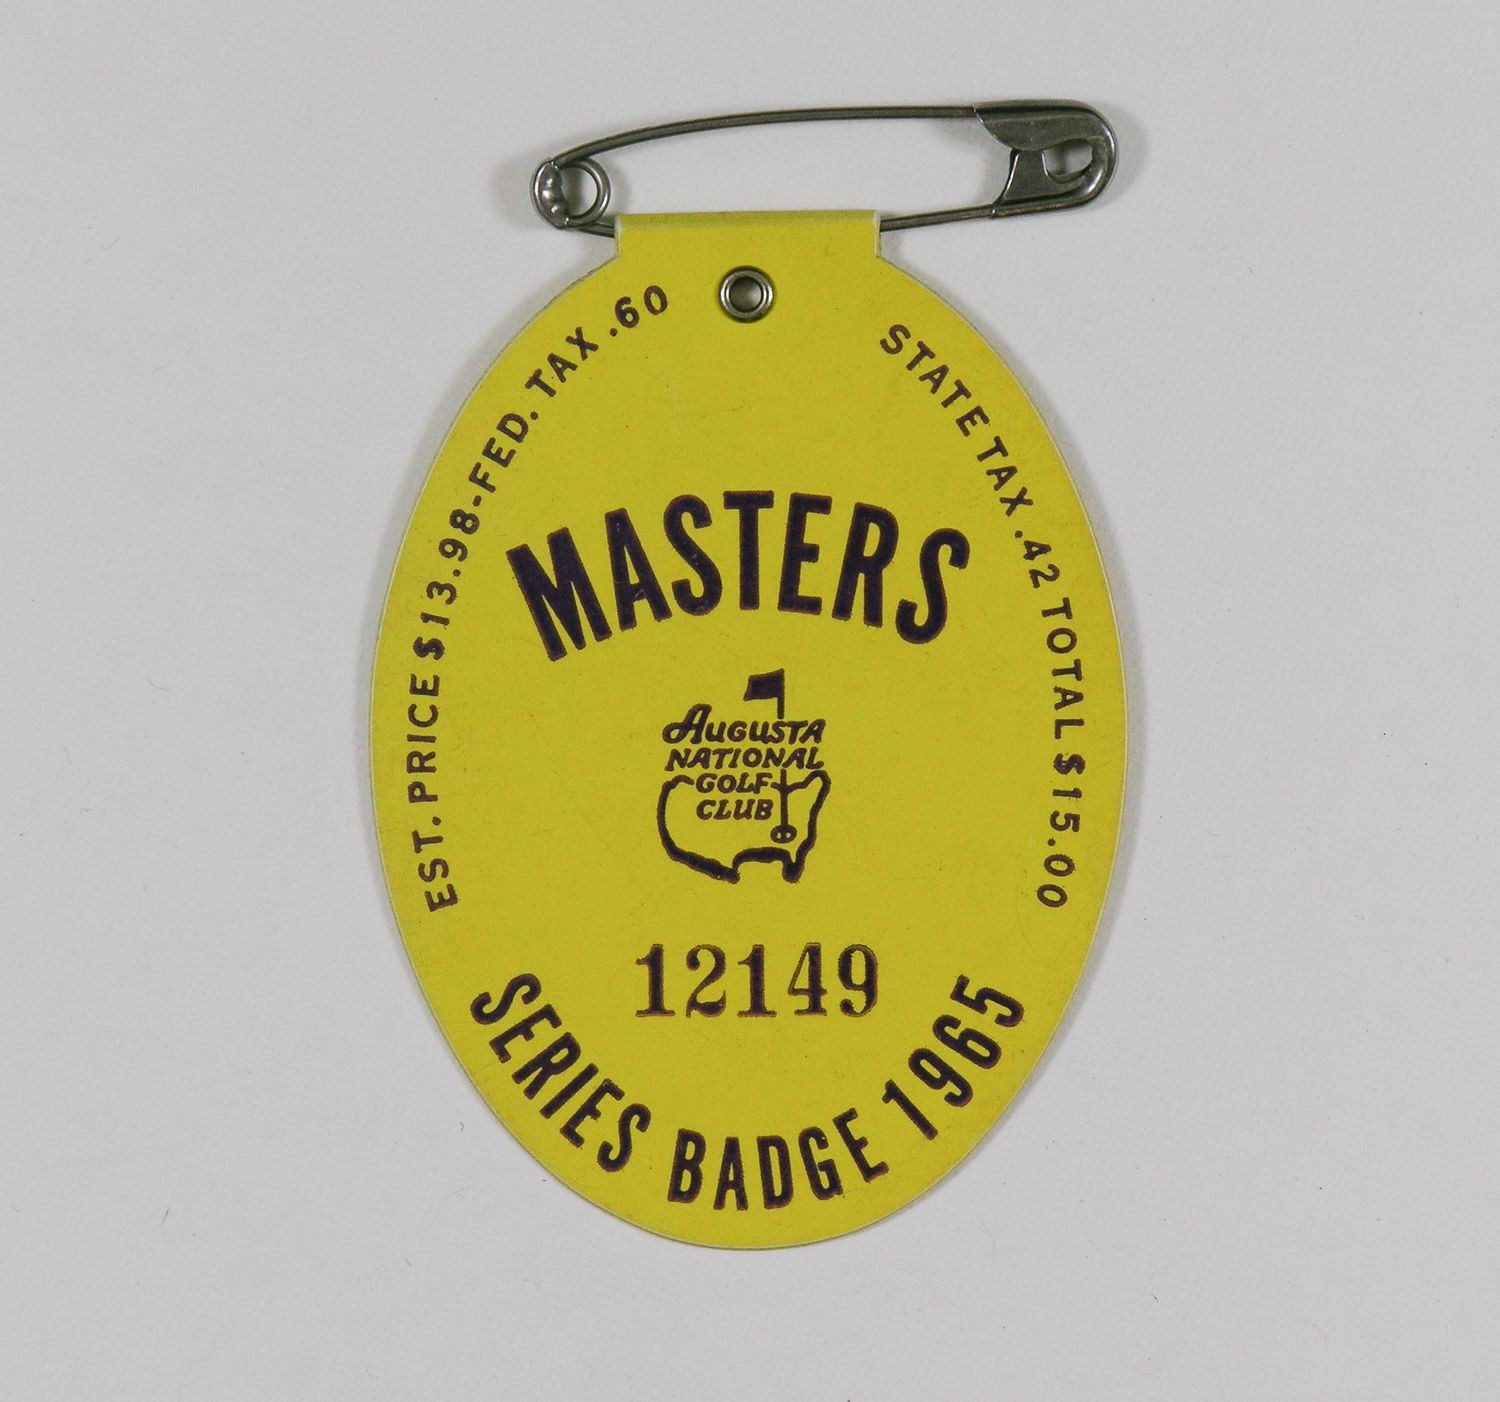 EST. PRICE $13.98-FED. TAX .60
STATE TAX .42 TOTAL $15.00
MASTERS
AUGUSTA
NATIONAL
GOLF
CLUB
12149
SERIES BADGE 1965